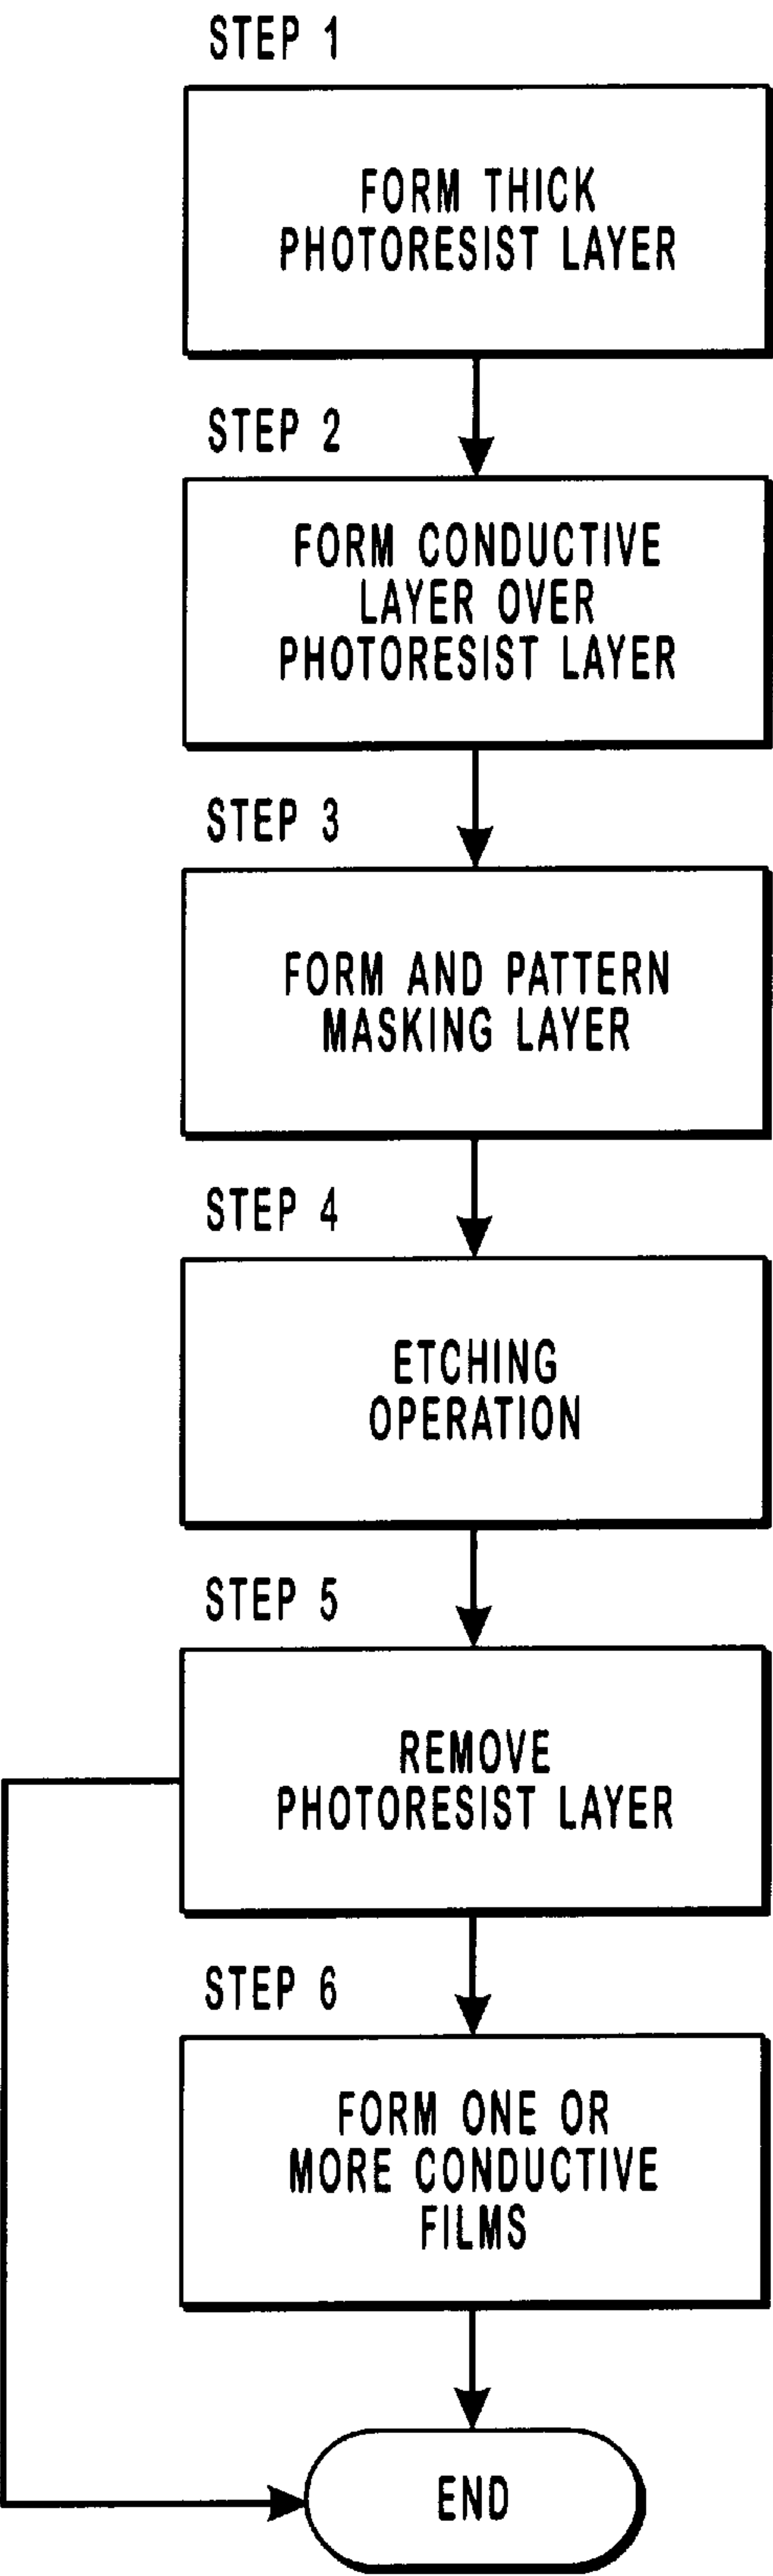 STEP 1
FORM THICK
PHOTORESIST LAYER
STEP 2
FORM CONDUCTIVE
LAYER OVER
PHOTORESIST LAYER
STEP 3
FORM AND PATTERN
MASKING LAYER
STEP 4
ETCHING
OPERATION
STEP 5
REMOVE
PHOTORESIST LAYER
STEP 6
FORM ONE OR
MORE CONDUCTIVE
FILMS
END